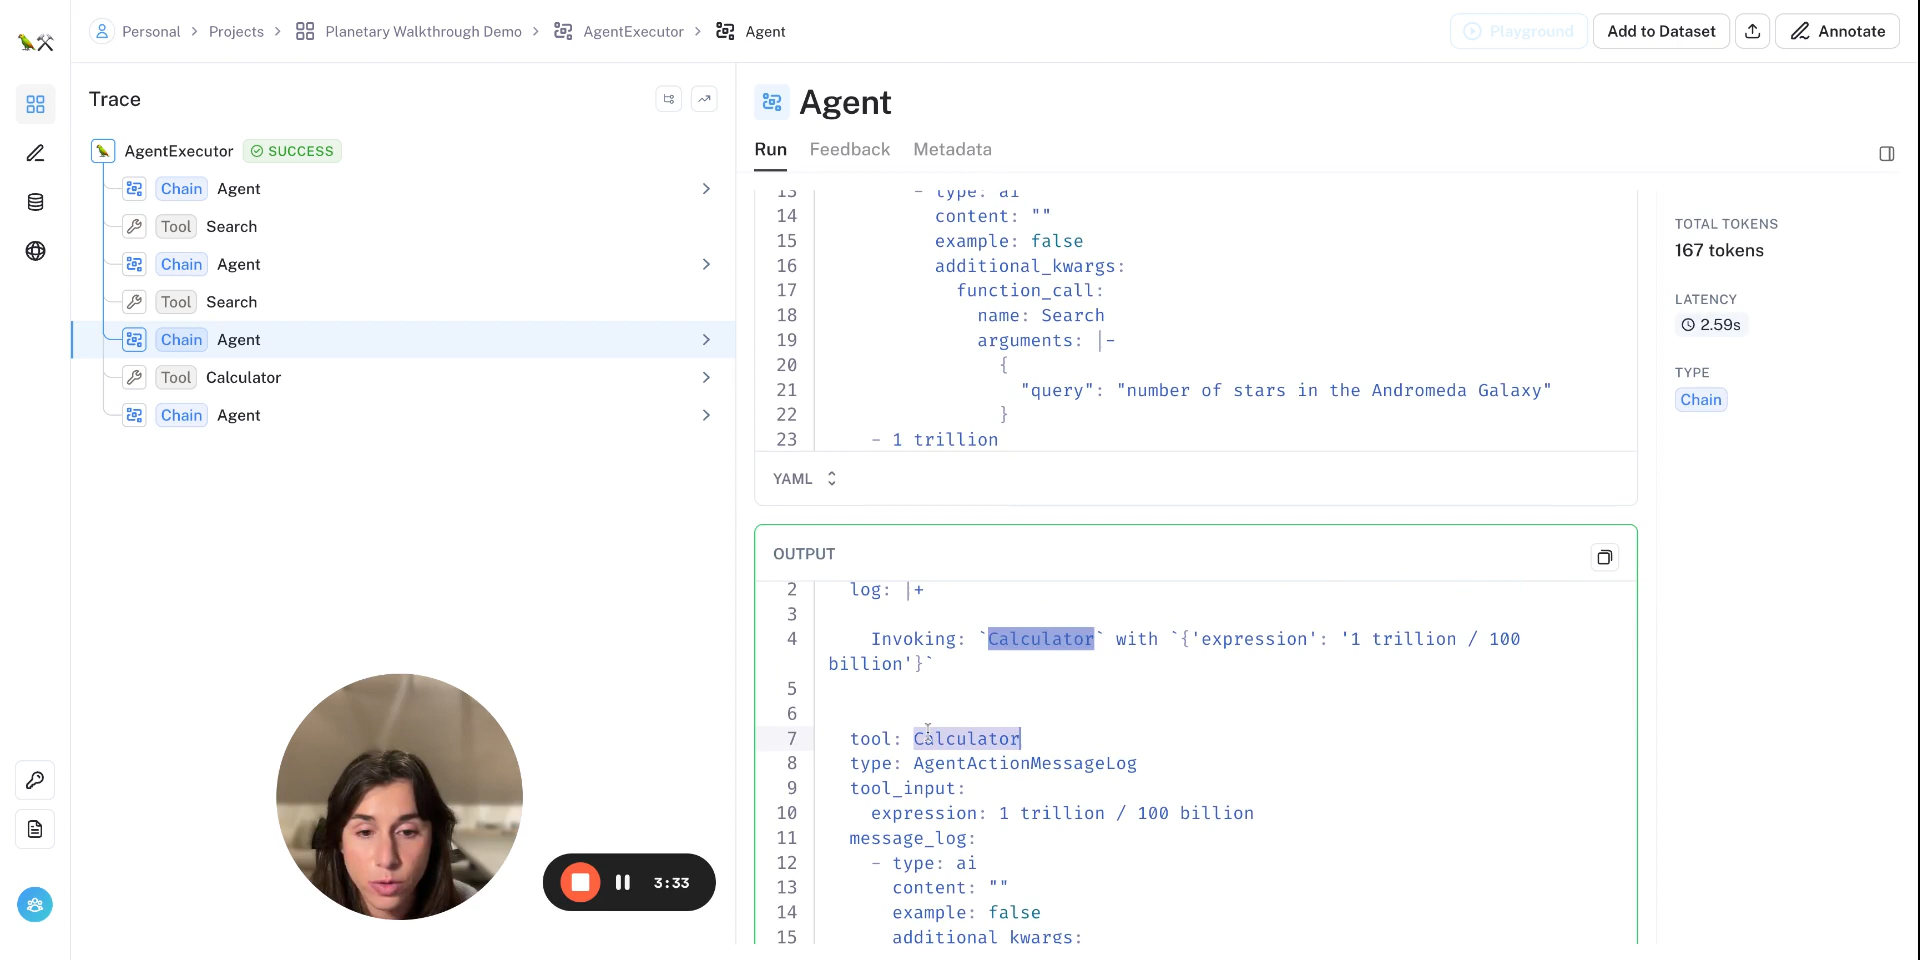 Personal > Projects > Planetary Walkthrough Demo > AgentExecutor > Agent
Playground
Add to Dataset
Annotate
Trace
AgentExecutor SUCCESS
Chain Agent
Tool Search
Chain Agent
Tool Search
Chain Agent
Tool Calculator
Chain Agent
3:33
Agent
Run Feedback Metadata
13 - type: ai
14 content: ""
15 example: false
16 additional_kwargs:
17 function_call:
18 name: Search
19 arguments: |-
20 {
21 "query": "number of stars in the Andromeda Galaxy"
22 }
23 - 1 trillion
YAML
OUTPUT
2 log: |+
3
4 Invoking: `Calculator` with `{'expression': '1 trillion / 100
billion'}`
5
6
7 tool: Calculator
8 type: AgentActionMessageLog
9 tool_input:
10 expression: 1 trillion / 100 billion
11 message_log:
12 - type: ai
13 content: ""
14 example: false
15 additional_kwargs:
TOTAL TOKENS
167 tokens
LATENCY
2.59s
TYPE
Chain